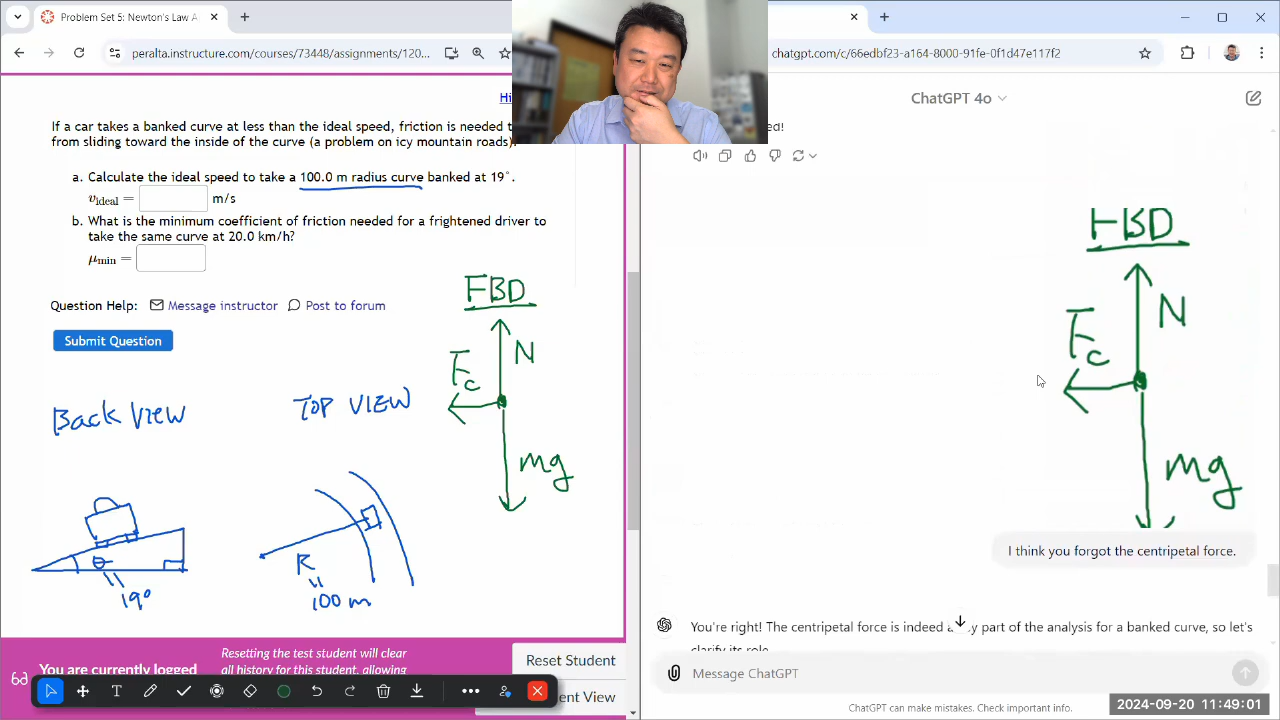 Problem Set 5: Newton's Law A
peralta.instructure.com/courses/73448/assignments/120...
chatgpt.com/c/66edbf23-a164-8000-91fe-0f1d47e117f2
If a car takes a banked curve at less than the ideal speed, friction is needed t
from sliding toward the inside of the curve (a problem on icy mountain roads).
a. Calculate the ideal speed to take a 100.0 m radius curve banked at 19°.
v ideal = m/s
b. What is the minimum coefficient of friction needed for a frightened driver to
take the same curve at 20.0 km/h?
μ min =
Question Help: Message instructor Post to forum
Submit Question
BACK VIEW
TOP VIEW
FBD
N
Fc
mg
θ
19°
R
100 m
You are currently logged
Resetting the test student will clear
all history for this student, allowing
Reset Student
ent View
ChatGPT 4o
ed!
FBD
N
Fc
mg
I think you forgot the centripetal force.
You're right! The centripetal force is indeed a y part of the analysis for a banked curve, so let's
clarify its role
Message ChatGPT
ChatGPT can make mistakes. Check important info.
2024-09-20 11:49:01